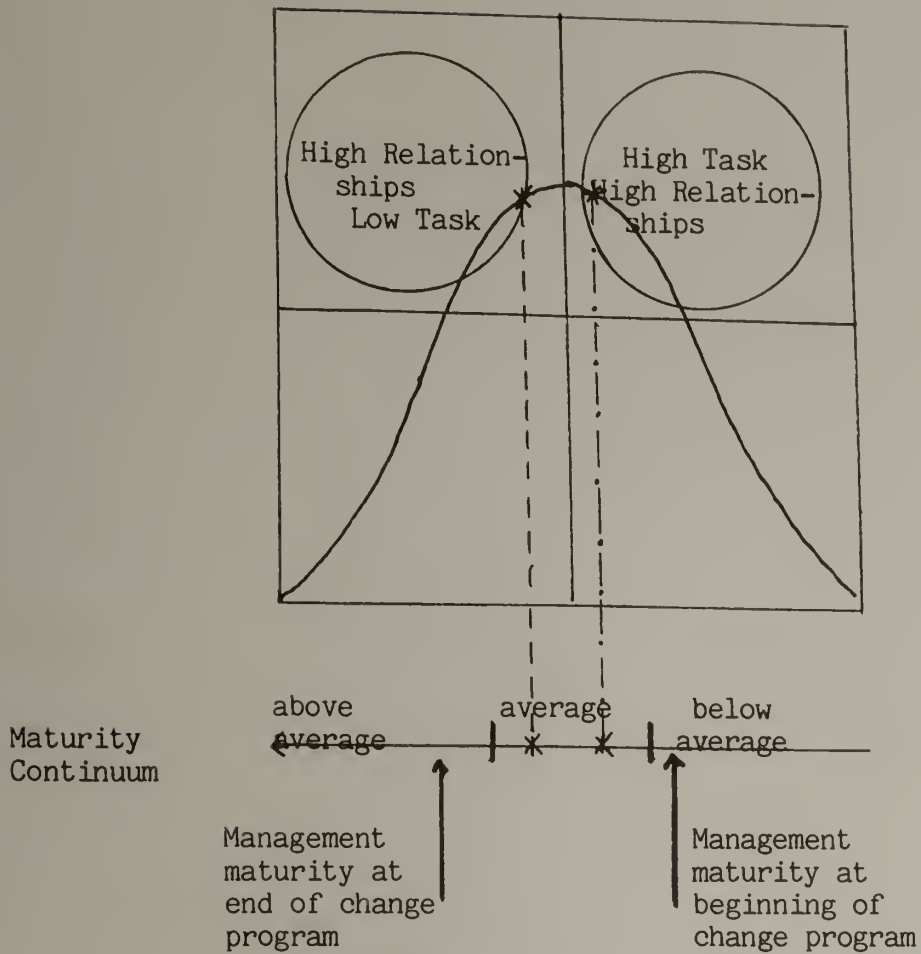 High Relation-
ships
Low Task
High Task
High Relation-
ships
Maturity
Continuum
above
average
average
below
average
Management
maturity at
end of change
program
Management
maturity at
beginning of
change program